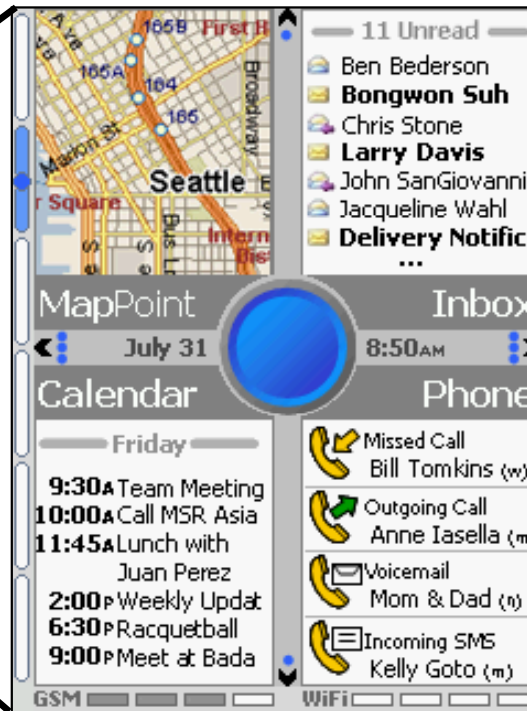 165B First H
165A
164
Broadway
165
Marion St
Seattle
r Square
Intern
Dis
Bus L
MapPoint
11 Unread
Ben Bederson
Bongwon Suh
Chris Stone
Larry Davis
John SanGiovanni
Jacqueline Wahl
Delivery Notific
...
Inbox
July 31
8:50AM
Calendar
Friday
9:30A Team Meeting
10:00A Call MSR Asia
11:45A Lunch with
Juan Perez
2:00P Weekly Updat
6:30P Racquetball
9:00P Meet at Bada
GSM
Phone
Missed Call
Bill Tomkins (w)
Outgoing Call
Anne Iasella (m
Voicemail
Mom & Dad (h)
Incoming SMS
Kelly Goto (m)
WiFi